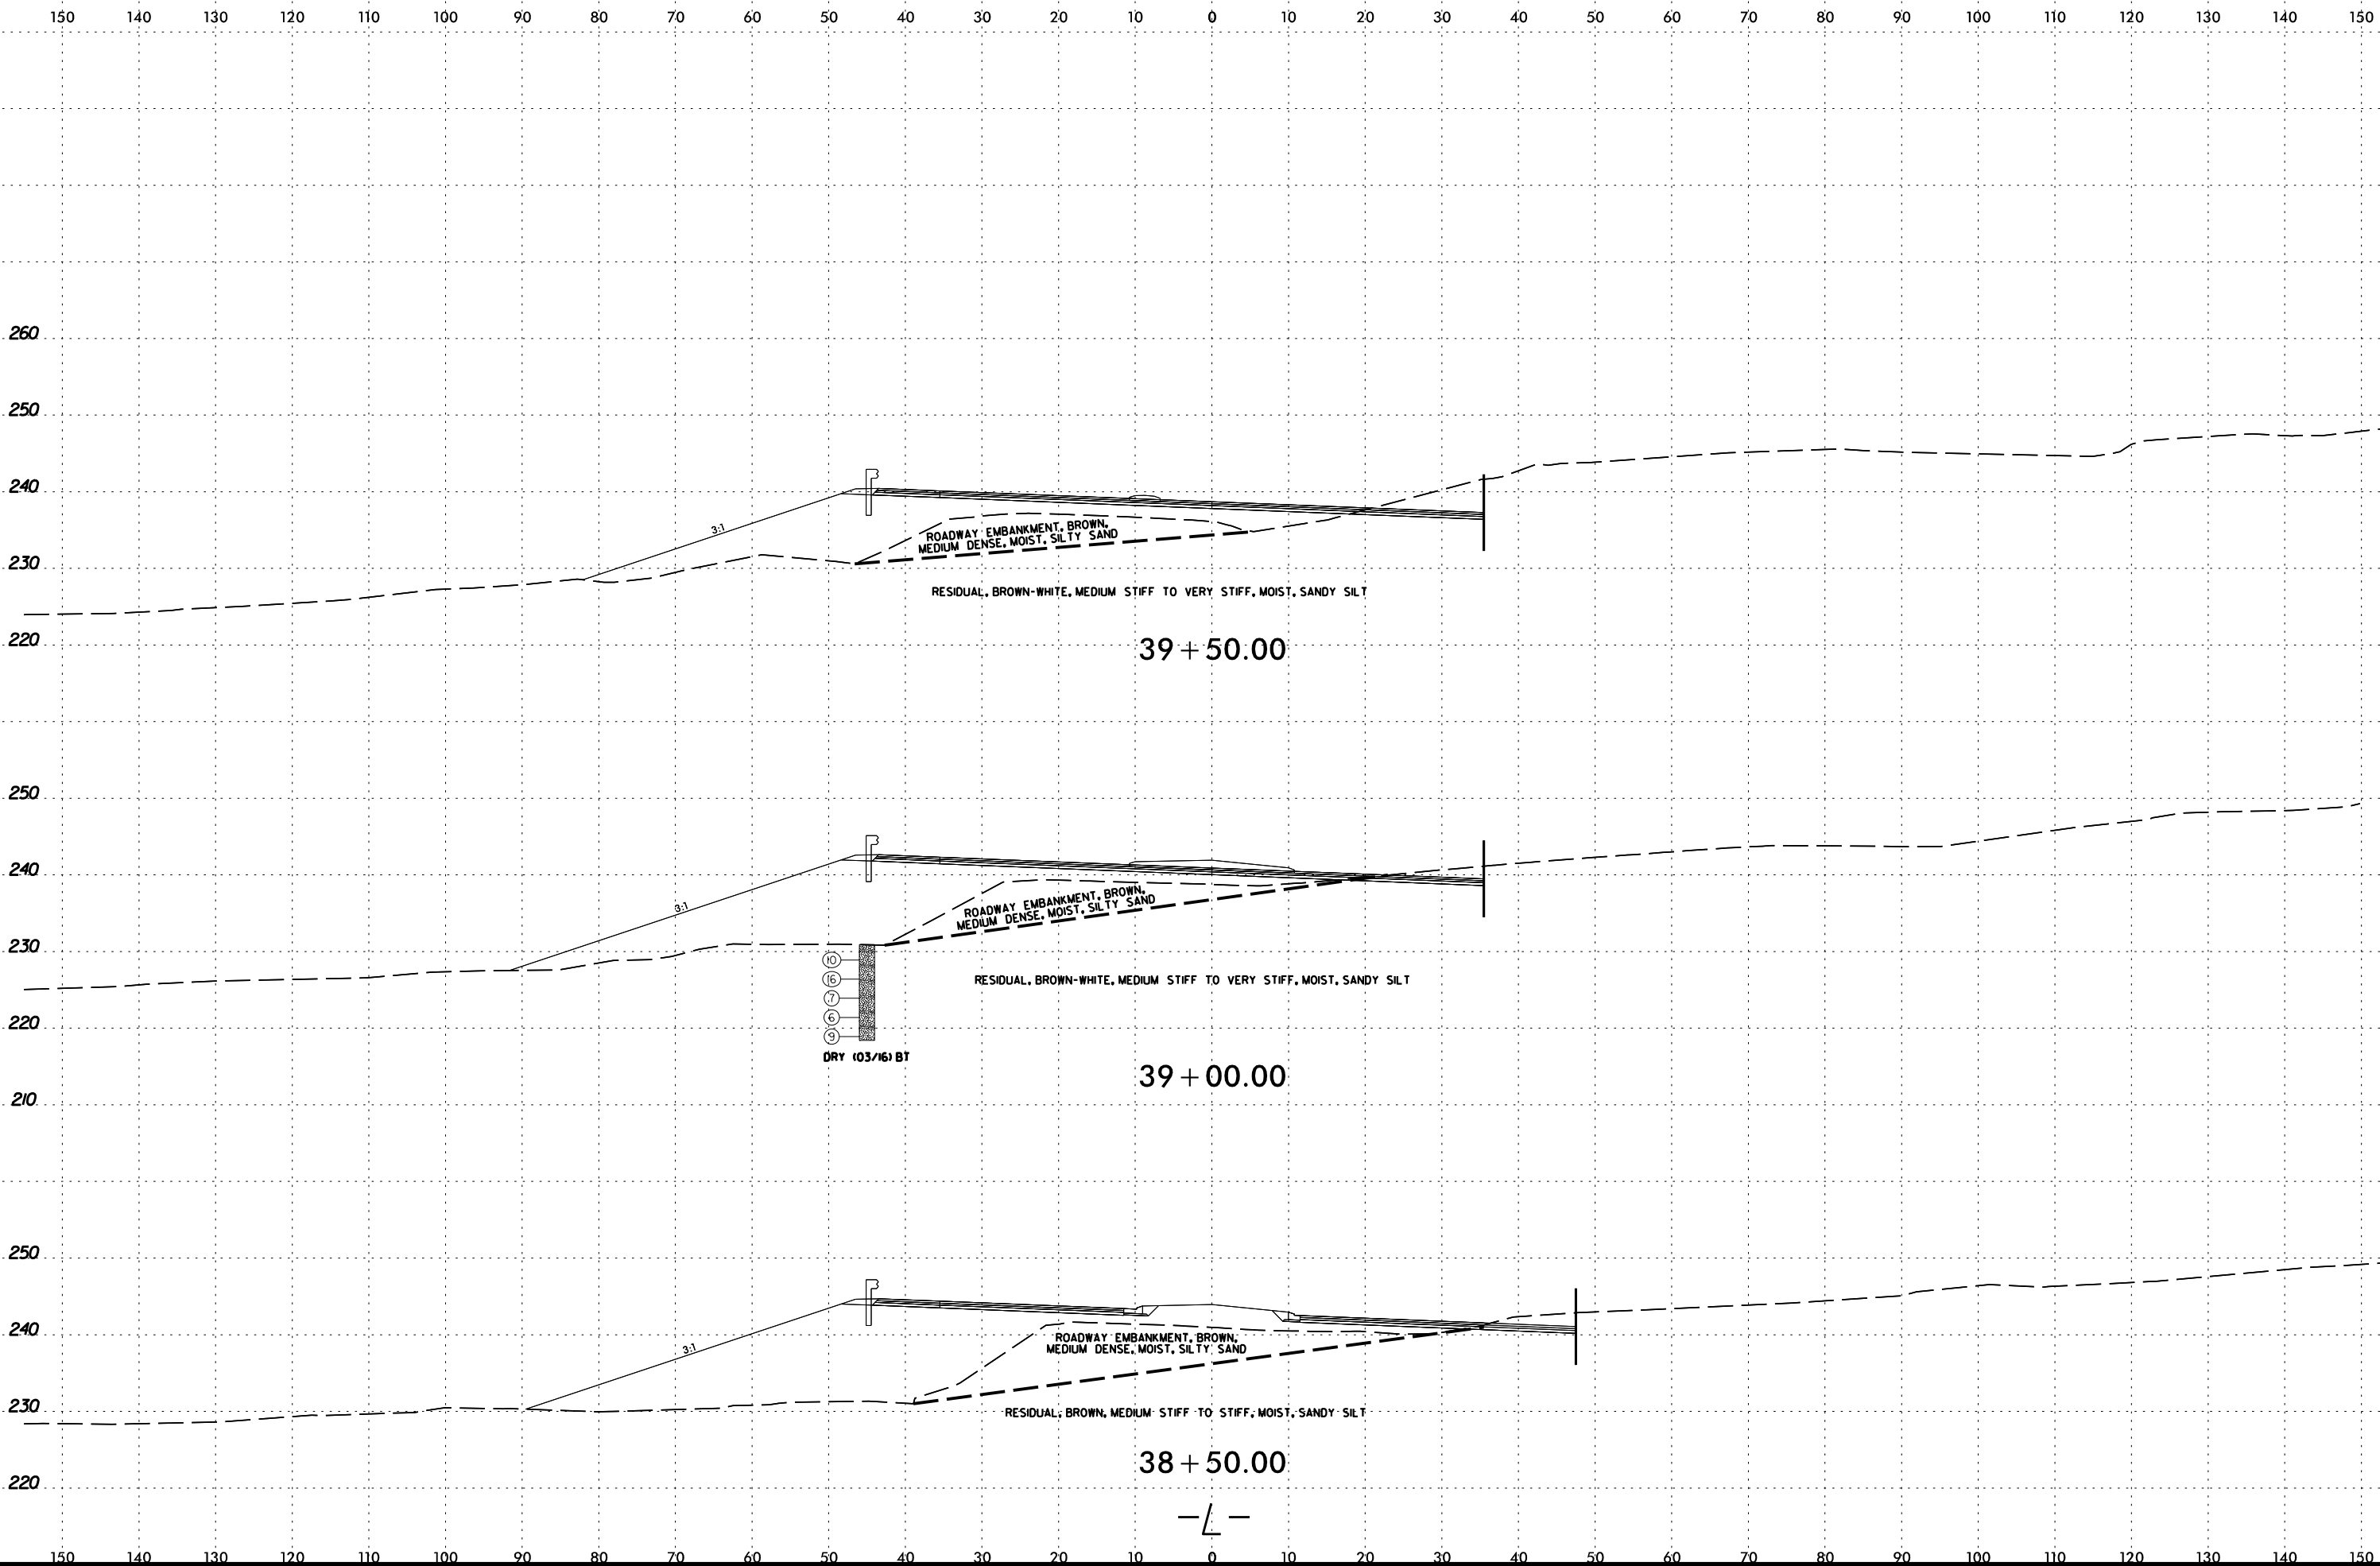 150 140 130 120 110 100 90 80 70 60 50 40 30 20 10 0 10 20 30 40 50 60 70 80 90 100 110 120 130 140 150
260
250
240
3:1
ROADWAY EMBANKMENT, BROWN,
MEDIUM DENSE, MOIST, SILTY SAND
230
RESIDUAL, BROWN-WHITE, MEDIUM STIFF TO VERY STIFF, MOIST, SANDY SILT
220
39+50.00
250
240
3:1
ROADWAY EMBANKMENT, BROWN,
MEDIUM DENSE, MOIST, SILTY SAND
230
10
16
RESIDUAL, BROWN-WHITE, MEDIUM STIFF TO VERY STIFF, MOIST, SANDY SILT
7
220
6
9
DRY (03/16) BT
39+00.00
210
250
240
ROADWAY EMBANKMENT, BROWN,
MEDIUM DENSE, MOIST, SILTY SAND
3:1
230
RESIDUAL, BROWN, MEDIUM STIFF TO STIFF, MOIST, SANDY SILT
38+50.00
220
-L-
150 140 130 120 110 100 90 80 70 60 50 40 30 20 10 0 10 20 30 40 50 60 70 80 90 100 110 120 130 140 150